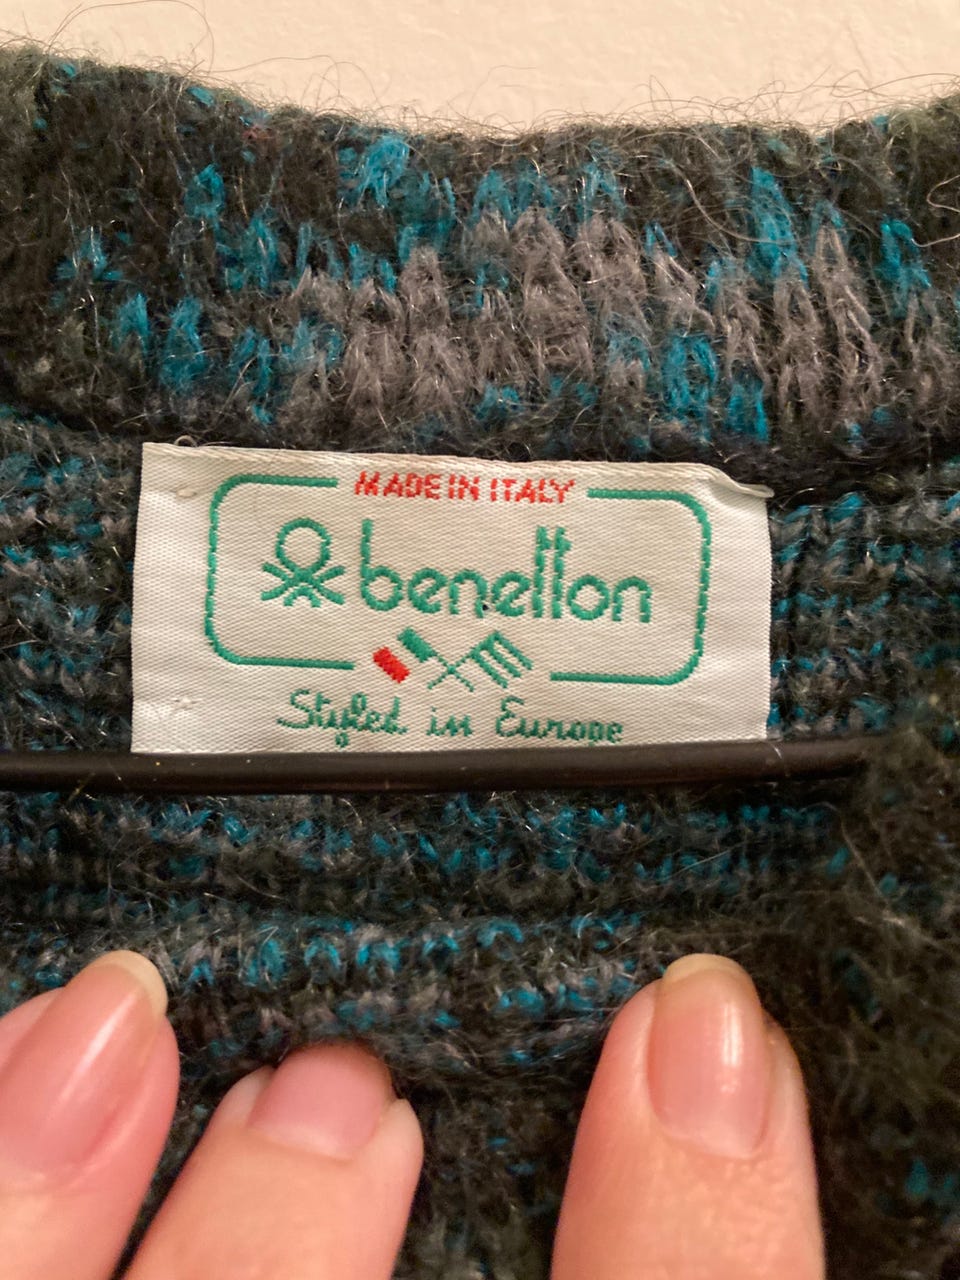 MADE IN ITALY
benetton
Styled in Europe